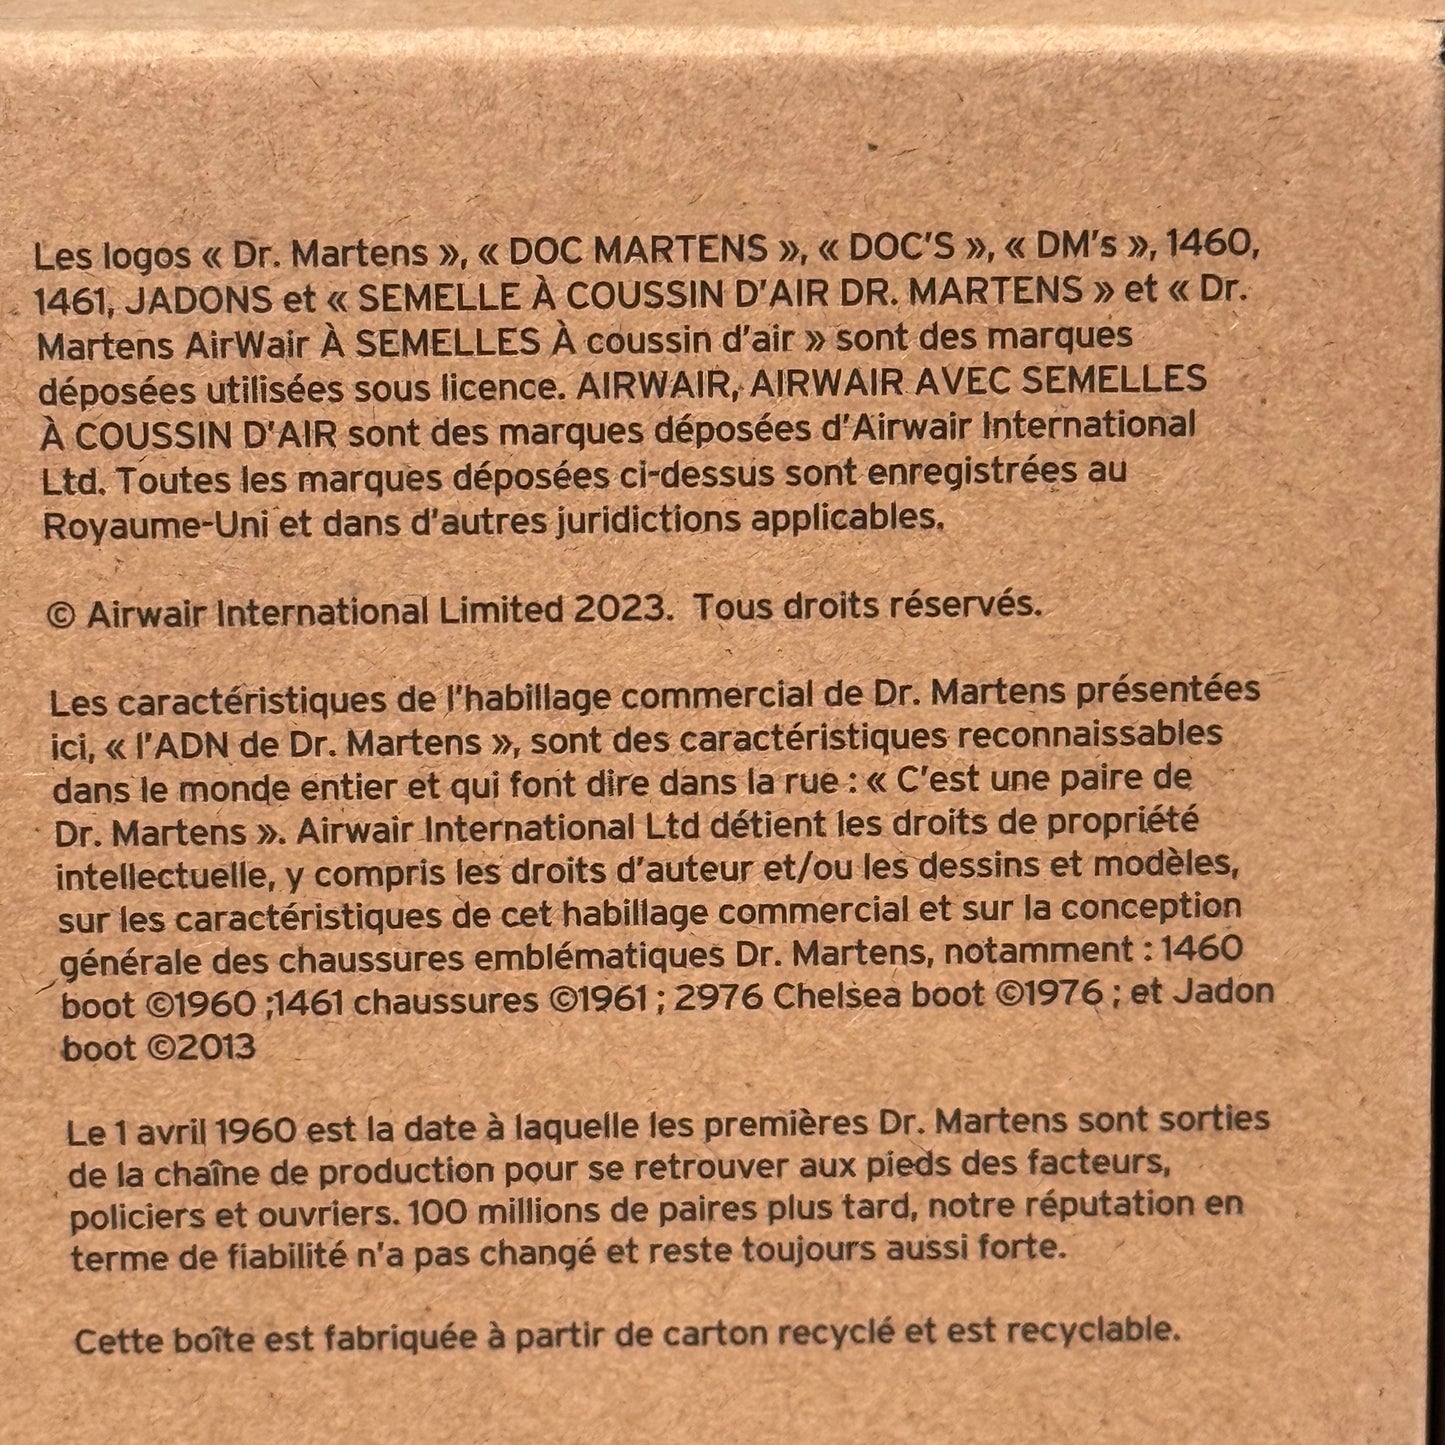 Les logos « Dr. Martens », « DOC MARTENS », « DOC'S », « DM's », 1460,
1461, JADONS et « SEMELLE À COUSSIN D'AIR DR. MARTENS » et « Dr.
Martens AirWair À SEMELLES À coussin d'air » sont des marques
déposées utilisées sous licence. AIRWAIR, AIRWAIR AVEC SEMELLES
À COUSSIN D'AIR sont des marques déposées d'Airwair International
Ltd. Toutes les marques déposées ci-dessus sont enregistrées au
Royaume-Uni et dans d'autres juridictions applicables.
© Airwair International Limited 2023. Tous droits réservés.
Les caractéristiques de l'habillage commercial de Dr. Martens présentées
ici, « l'ADN de Dr. Martens », sont des caractéristiques reconnaissables
dans le monde entier et qui font dire dans la rue : « C'est une paire de
Dr. Martens ». Airwair International Ltd détient les droits de propriété
intellectuelle, y compris les droits d'auteur et/ou les dessins et modèles,
sur les caractéristiques de cet habillage commercial et sur la conception
générale des chaussures emblématiques Dr. Martens, notamment : 1460
boot ©1960 ;1461 chaussures ©1961 ; 2976 Chelsea boot ©1976 ; et Jadon
boot ©2013
Le 1 avril 1960 est la date à laquelle les premières Dr. Martens sont sorties
de la chaîne de production pour se retrouver aux pieds des facteurs,
policiers et ouvriers. 100 millions de paires plus tard, notre réputation en
terme de fiabilité n'a pas changé et reste toujours aussi forte.
Cette boîte est fabriquée à partir de carton recyclé et est recyclable.